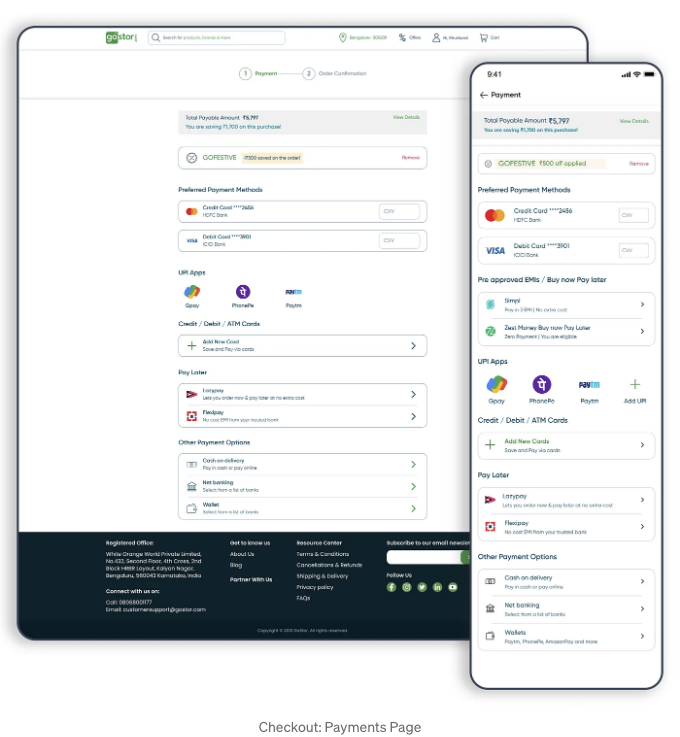 gostor
Search for products, brands & more
Bengalore- 505209
Offers
Hi, Khushund
Cart
1 Payment
2 Order Confirmation
Total Payable Amount ₹5,797
View Details
You are saving ₹1,700 on this purchase!
GOFESTIVE
₹1500 saved on the order!
Remove
Preferred Payment Methods
Credit Card ****2456
HDFC Bank
CVV
Debit Card ****3901
ICICI Bank
CVV
VISA
UPI Apps
Gpay
PhonePe
Paytm
Credit / Debit / ATM Cards
Add New Card
Save and Pay via cards
Pay Later
Lazypay
Lets you order now & pay later at no extra cost
Flexipay
No cost EMI from your trusted bank
Other Payment Options
Cash on delivery
Pay in cash or pay online
Net banking
Select from a list of banks
Wallet
Select from a list of banks
Registered Office:
White Orange World Private Limited,
No.433, Second Floor, 4th Cross, 2nd
Block HRBR Layout, Kalyan Nagar,
Bengaluru, 560043 Karnataka, India
Connect with us on:
Call: 08068001177
Email: customersupport@gostor.com
Get to know us
About Us
Blog
Partner With Us
Resource Center
Terms & Conditions
Cancellations & Refunds
Shipping & Delivery
Privacy policy
FAQs
Subscribe to our email newslet
S
Follow Us
Copyright © 2021 GoStor. All rights reserved
9:41
Payment
Total Payable Amount ₹5,797
View Details
You are saving ₹1,700 on this purchase!
GOFESTIVE ₹500 off applied
Remove
Preferred Payment Methods
Credit Card ****2456
HDFC Bank
CVV
VISA
Debit Card ****3901
ICICI Bank
CVV
Pre approved EMIs / Buy now Pay later
Simpl
Pay in 3 EMI | No extra cost
Zest Money Buy now Pay Later
Zero Payment | You are eligible
UPI Apps
Gpay
PhonePe
Paytm
Add UPI
Credit / Debit / ATM Cards
Add New Cards
Save and Pay via cards
Pay Later
Lazypay
Lets you order now & pay later at no extra cost
Flexipay
No cost EMI from your trusted bank
Other Payment Options
Cash on delivery
Pay in cash or pay online
Net banking
Select from a list of banks
Wallets
Paytm, PhonePe, AmazonPay and more
Checkout: Payments Page